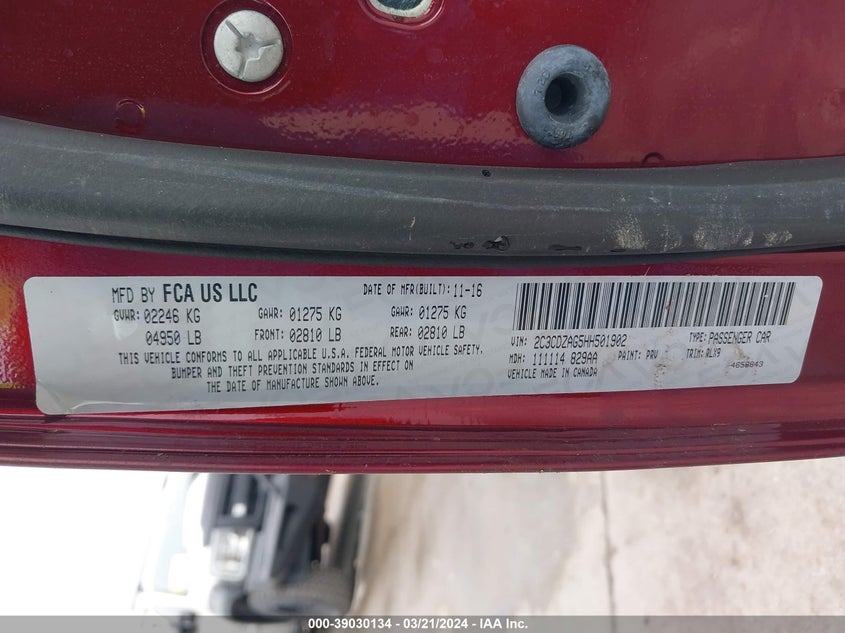 MFD BY FCA US LLC
DATE OF MFR(BUILT): 11-16
GVWR: 02246 KG
04950 LB
GAWR: 01275 KG
FRONT: 02810 LB
GAWR: 01275 KG
REAR: 02810 LB
THIS VEHICLE CONFORMS TO ALL APPLICABLE U.S.A. FEDERAL MOTOR VEHICLE SAFETY,
BUMPER AND THEFT PREVENTION STANDARDS IN EFFECT ON
THE DATE OF MANUFACTURE SHOWN ABOVE.
VIN: 2C3CDZAG5HH501902
TYPE: PASSENGER CAR
MDH: 111114 829AA
PAINT: PRV
TRIM: RLX9
VEHICLE MADE IN CANADA
4658643
000-39030134 - 03/21/2024 - IAA Inc.